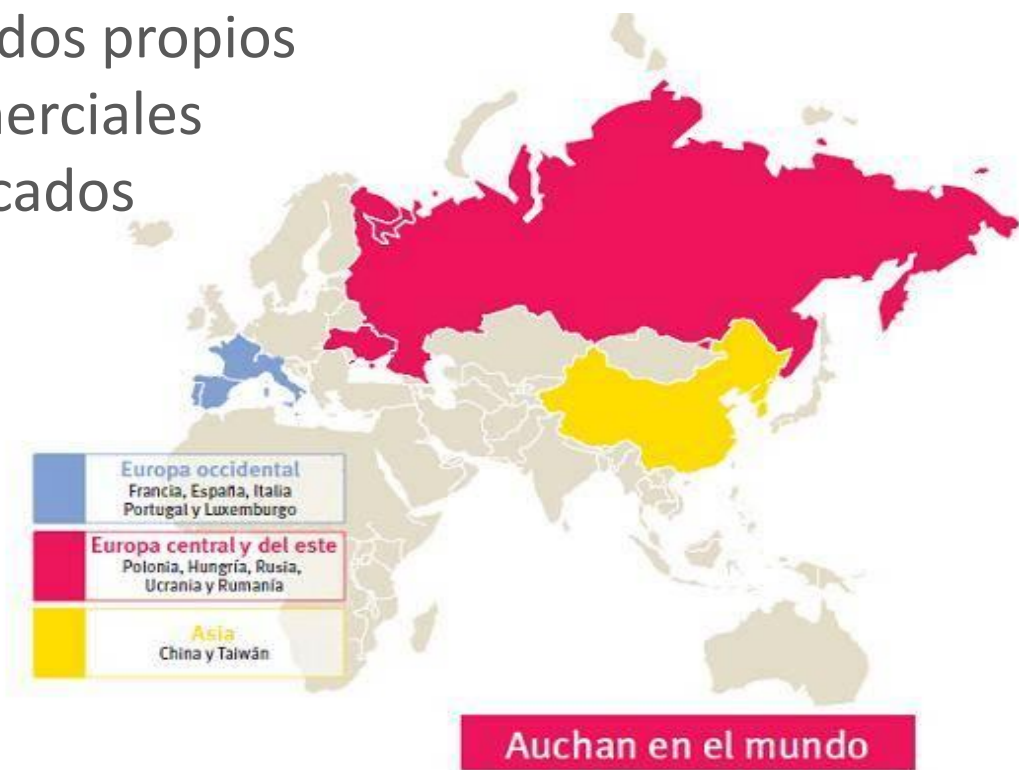 dos propios
erciales
cados
Europa occidental
Francia, España, Italia
Portugal y Luxemburgo
Europa central y del este
Polonia, Hungría, Rusia,
Ucrania y Rumanía
Asia
China y Taiwán
Auchan en el mundo